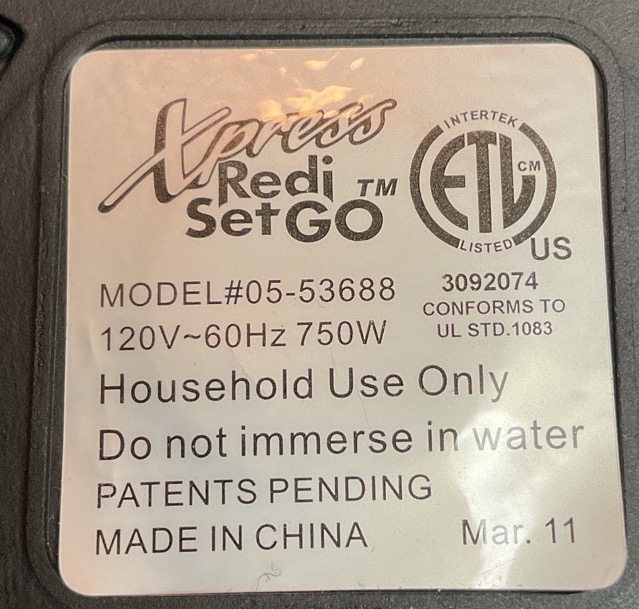 Xpress
Redi ™
SetGO
INTERTEK
ETL CM
LISTED US
3092074
CONFORMS TO
UL STD.1083
MODEL#05-53688
120V~60Hz 750W
Household Use Only
Do not immerse in water
PATENTS PENDING
MADE IN CHINA Mar. 11